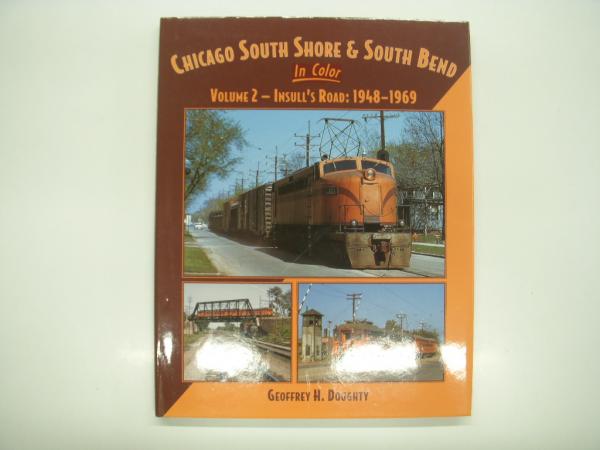 Chicago South Shore & South Bend
In Color
Volume 2 – Insull's Road: 1948–1969
Geoffrey H. Doughty